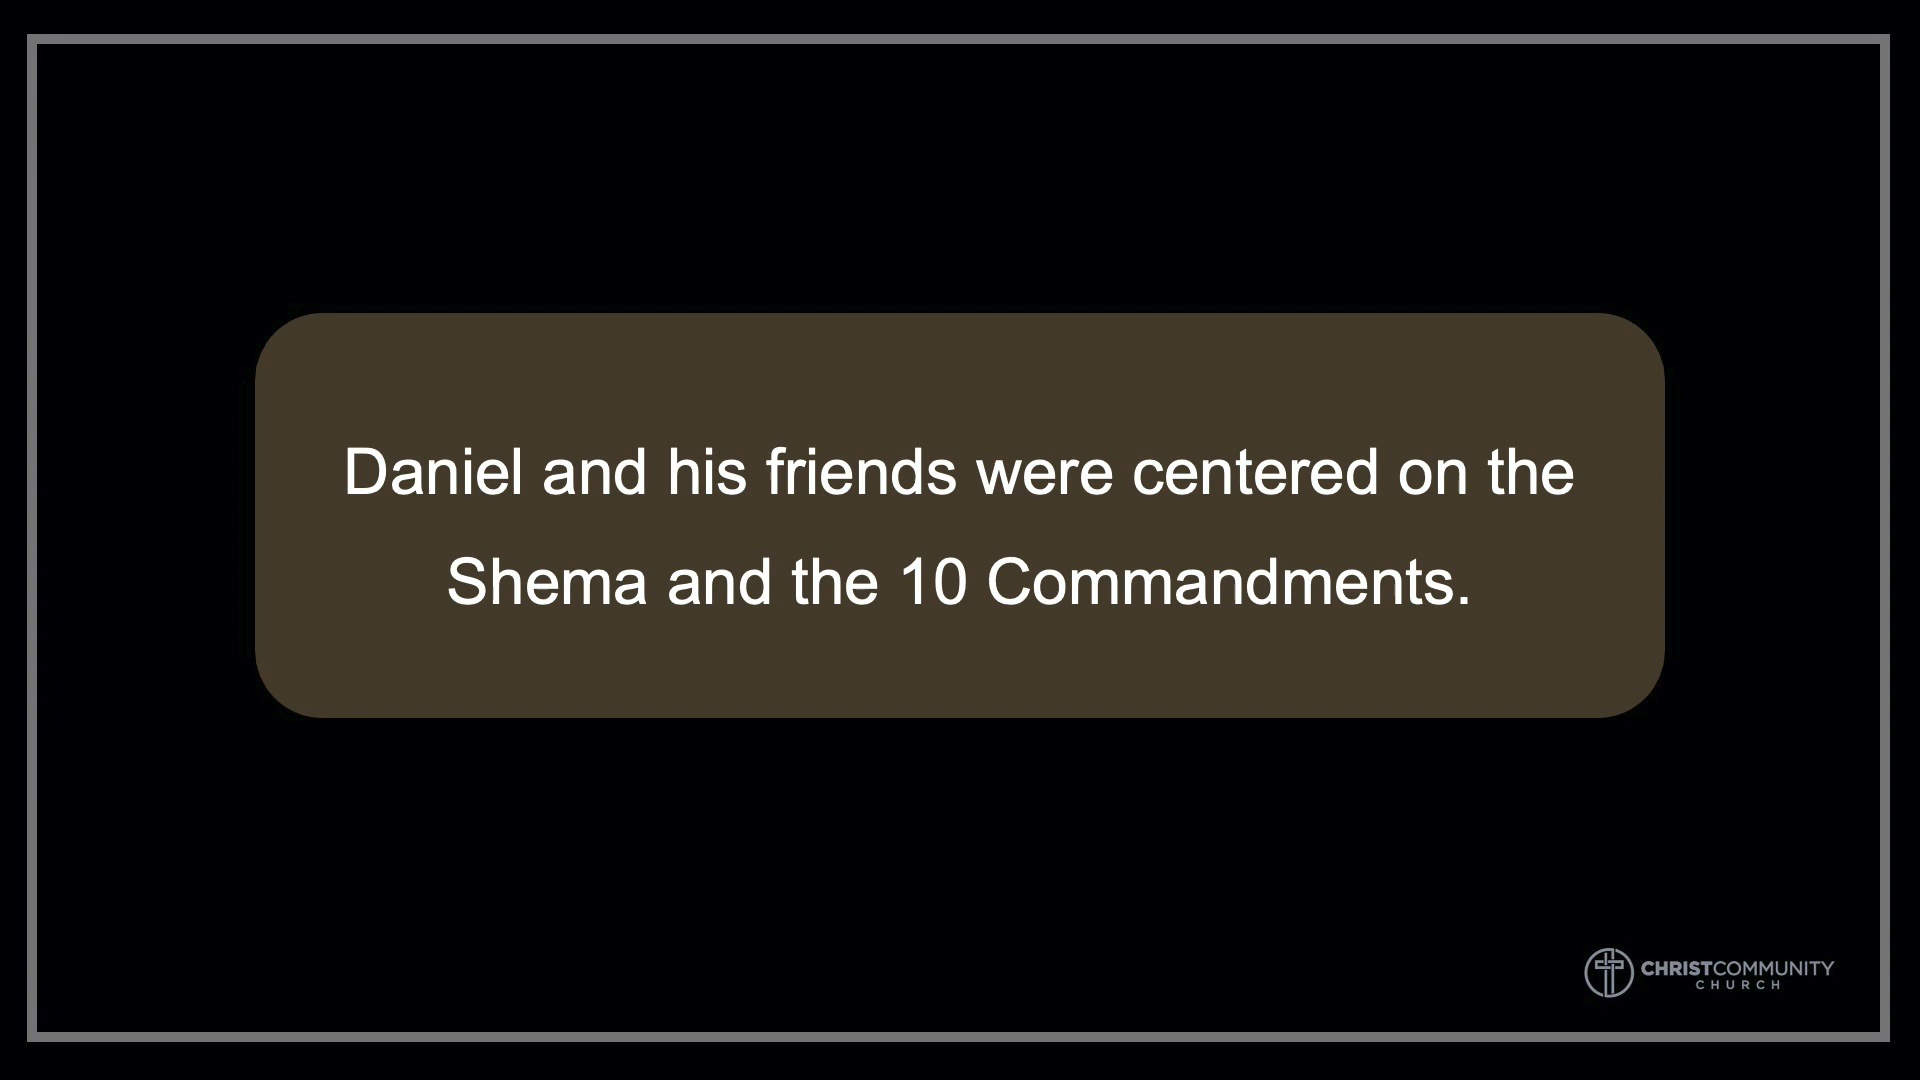 Daniel and his friends were centered on the
Shema and the 10 Commandments.
CHRISTCOMMUNITY
CHURCH